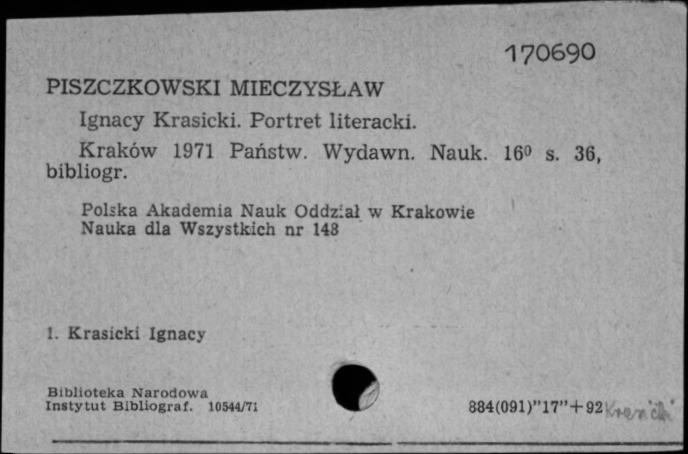 170690
PISZCZKOWSKI MIECZYSŁAW
Ignacy Krasicki. Portret literacki.
Kraków 1971 Państw. Wydawn. Nauk. 16⁰ s. 36,
bibliogr.
Polska Akademia Nauk Oddział w Krakowie
Nauka dla Wszystkich nr 148
1. Krasicki Ignacy
Biblioteka Narodowa
Instytut Bibliograf. 10544/71
884(091)"17"+92